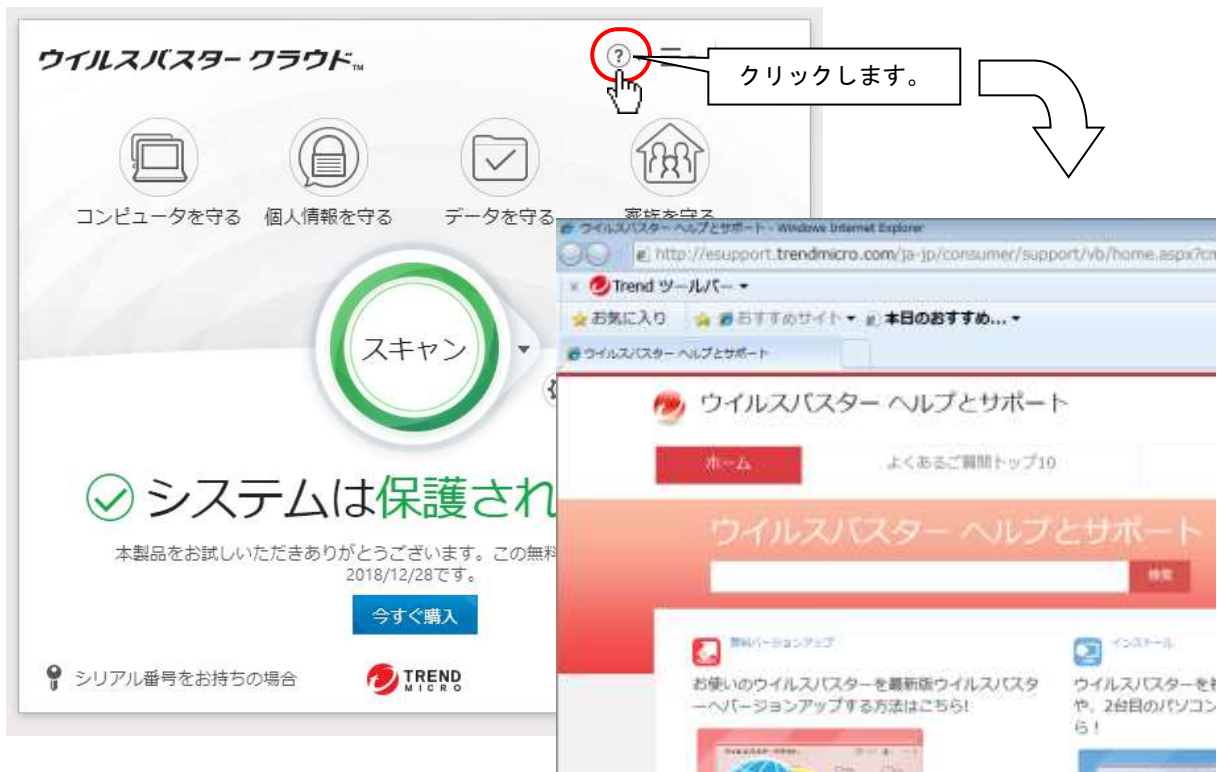 ウイルスバスター クラウド™
?
クリックします。
コンピュータを守る
個人情報を守る
データを守る
家族を守る
スキャン
システムは保護され
本製品をお試しいただきありがとうございます。この無料
2018/12/28です。
今すぐ購入
シリアル番号をお持ちの場合
TREND
MICRO
ウイルスバスター ヘルプとサポート - Windows Internet Explorer
http://esupport.trendmicro.com/ja-jp/consumer/support/vb/home.aspx?cm
× Trend ツールバー
お気に入り
おすすめサイト
本日のおすすめ...
ウイルスバスター ヘルプとサポート
ウイルスバスター ヘルプとサポート
ホーム
よくあるご質問トップ10
ウイルスバスター ヘルプとサポート
検索
無料バージョンアップ
お使いのウイルスバスターを最新版ウイルスバスタ
ーへバージョンアップする方法はこちら!
インストール
ウイルスバスターを初
や、2台目のパソコン
ら!